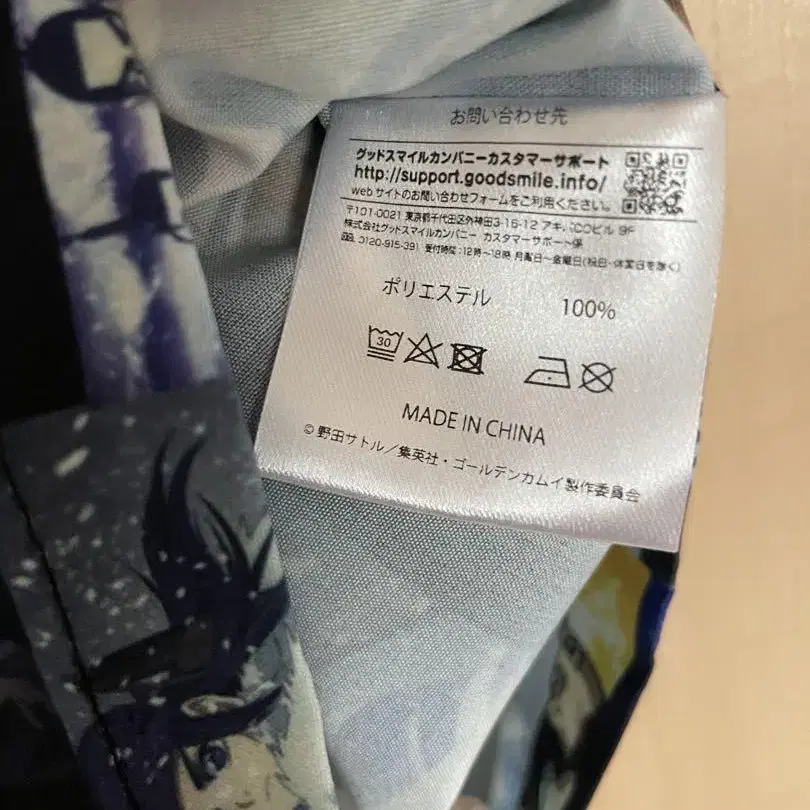 お問い合わせ先
グッドスマイルカンパニーカスタマーサポート
http://support.goodsmile.info/
webサイトのお問い合わせフォームをご利用ください。
〒101-0021 東京都千代田区外神田3-16-12 アキバCOビル 9F
株式会社グッドスマイルカンパニー カスタマーサポート係
0120-915-391 受付時間:12時～18時 月曜日～金曜日(祝日・休業日を除く)
ポリエステル 100%
30
MADE IN CHINA
© 野田サトル／集英社・ゴールデンカムイ製作委員会